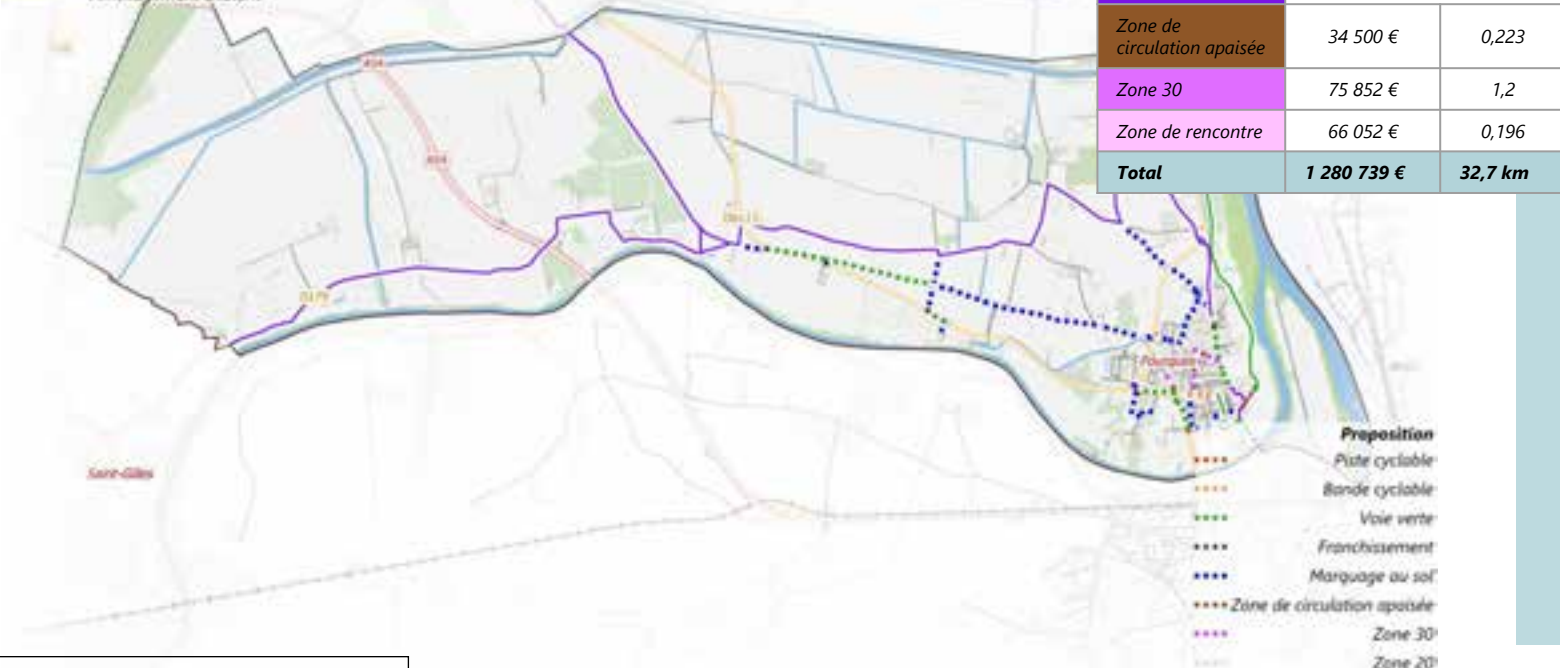 Zone de
circulation apaisée
34 500 €
0,223
Zone 30
75 852 €
1,2
Zone de rencontre
66 052 €
0,196
Total
1 280 739 €
32,7 km
Fourques
Saint-Gilles
Proposition
Piste cyclable
Bande cyclable
Voie verte
Franchissement
Marquage au sol
Zone de circulation apaisée
Zone 30
Zone 20